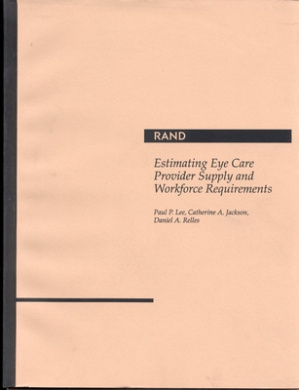 RAND
Estimating Eye Care
Provider Supply and
Workforce Requirements
Paul P. Lee, Catherine A. Jackson,
Daniel A. Relles